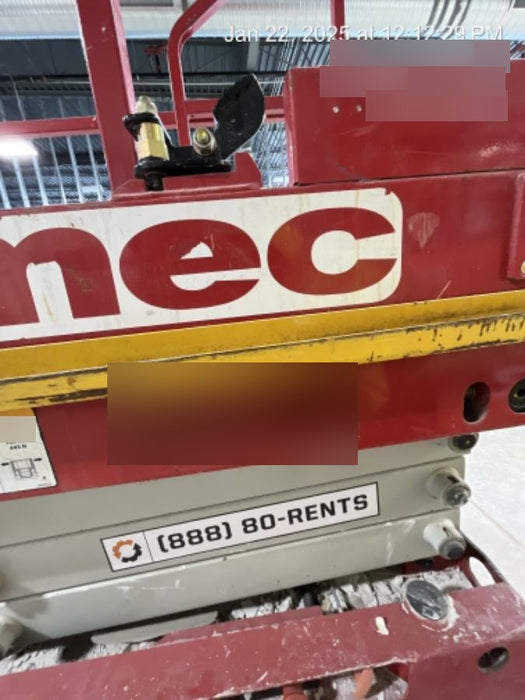 Jan 22, 2025 at 12:12:29 PM
mec
(888) 80-RENTS